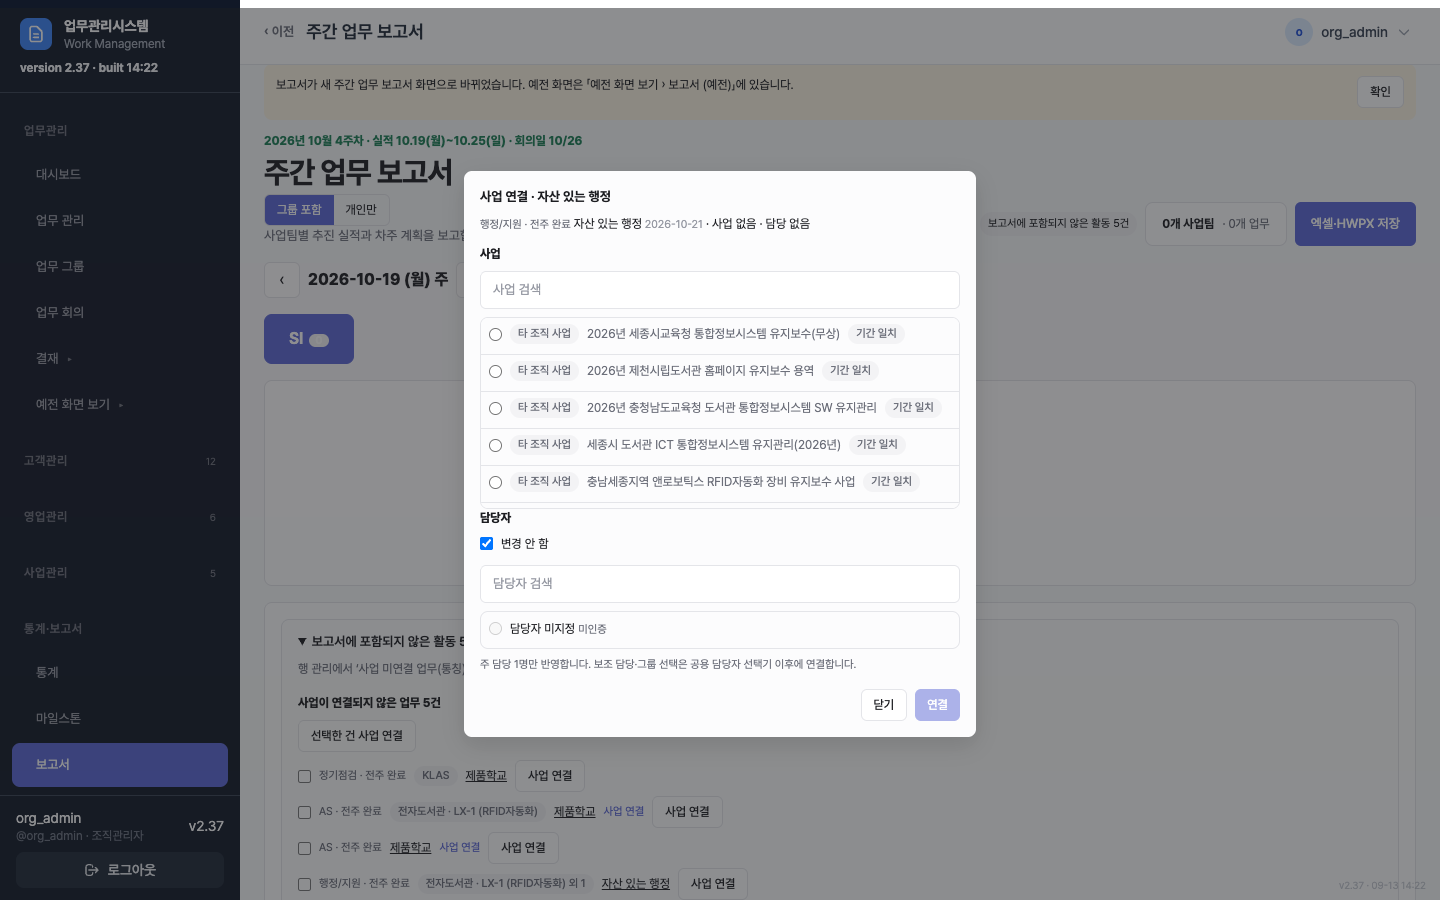 업무관리시스템
Work Management
version 2.37 · built 14:22
업무관리
대시보드
업무 관리
업무 그룹
업무 회의
결재 ▸
예전 화면 보기 ▸
고객관리 12
영업관리 6
사업관리 5
통계·보고서
통계
마일스톤
보고서
org_admin
@org_admin · 조직관리자
v2.37
로그아웃
‹ 이전 주간 업무 보고서
org_admin
보고서가 새 주간 업무 보고서 화면으로 바뀌었습니다. 예전 화면은 「예전 화면 보기 › 보고서 (예전)」에 있습니다.
확인
2026년 10월 4주차 · 실적 10.19(월)~10.25(일) · 회의일 10/26
주간 업무 보고서
그룹 포함 개인만
사업팀별 추진 실적과 차주 계획을 보고
보고서에 포함되지 않은 활동 5건
0개 사업팀 · 0개 업무
엑셀·HWPX 저장
‹ 2026-10-19 (월) 주
SI
사업 연결 · 자산 있는 행정
행정/지원 · 전주 완료 자산 있는 행정 2026-10-21 · 사업 없음 · 담당 없음
사업
사업 검색
타 조직 사업 2026년 세종시교육청 통합정보시스템 유지보수(무상) 기간 일치
타 조직 사업 2026년 제천시립도서관 홈페이지 유지보수 용역 기간 일치
타 조직 사업 2026년 충청남도교육청 도서관 통합정보시스템 SW 유지관리 기간 일치
타 조직 사업 세종시 도서관 ICT 통합정보시스템 유지관리(2026년) 기간 일치
타 조직 사업 충남세종지역 앤로보틱스 RFID자동화 장비 유지보수 사업 기간 일치
담당자
변경 안 함
담당자 검색
담당자 미지정 미인증
주 담당 1명만 반영합니다. 보조 담당·그룹 선택은 공용 담당자 선택기 이후에 연결합니다.
닫기 연결
▼ 보고서에 포함되지 않은 활동 5
행 관리에서 '사업 미연결 업무(통칭)
사업이 연결되지 않은 업무 5건
선택한 건 사업 연결
정기점검 · 전주 완료 KLAS 제품학교 사업 연결
AS · 전주 완료 전자도서관 · LX-1 (RFID자동화) 제품학교 사업 연결 사업 연결
AS · 전주 완료 제품학교 사업 연결 사업 연결
행정/지원 · 전주 완료 전자도서관 · LX-1 (RFID자동화) 외 1 자산 있는 행정 사업 연결
v2.37 · 09-13 14:22